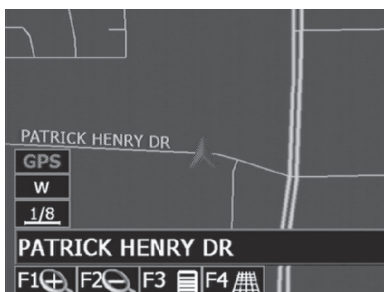 PATRICK HENRY DR
GPS
W
1/8
PATRICK HENRY DR
F1 F2 F3 F4